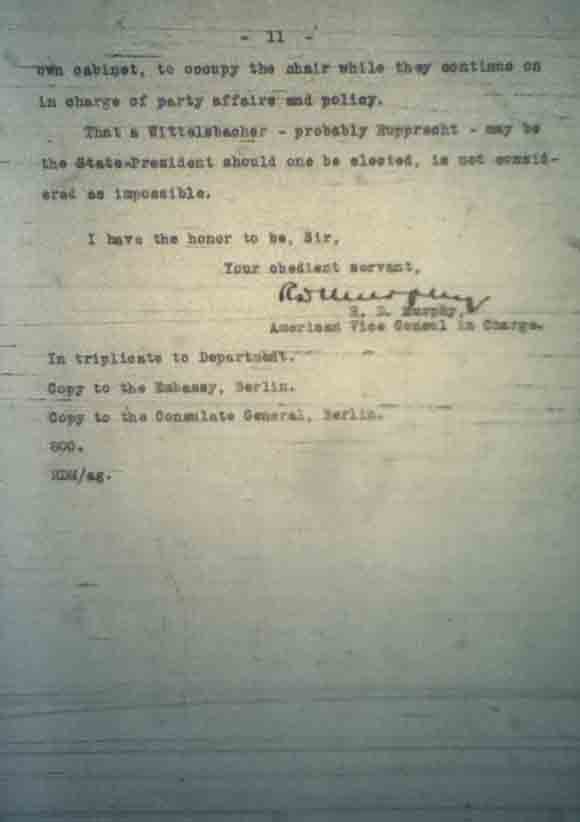 - 11 -
own cabinet, to occupy the chair while they continue on
in charge of party affairs and policy.
That a Wittelsbacher - probably Rupprecht - may be
the State-President should one be elected, is not consid-
ered as impossible.
I have the honor to be, Sir,
Your obedient servant,
RDMurphy
R. D. Murphy,
American Vice Consul in Charge.
In triplicate to Department.
Copy to the Embassy, Berlin.
Copy to the Consulate General, Berlin.
800.
RDM/ag.